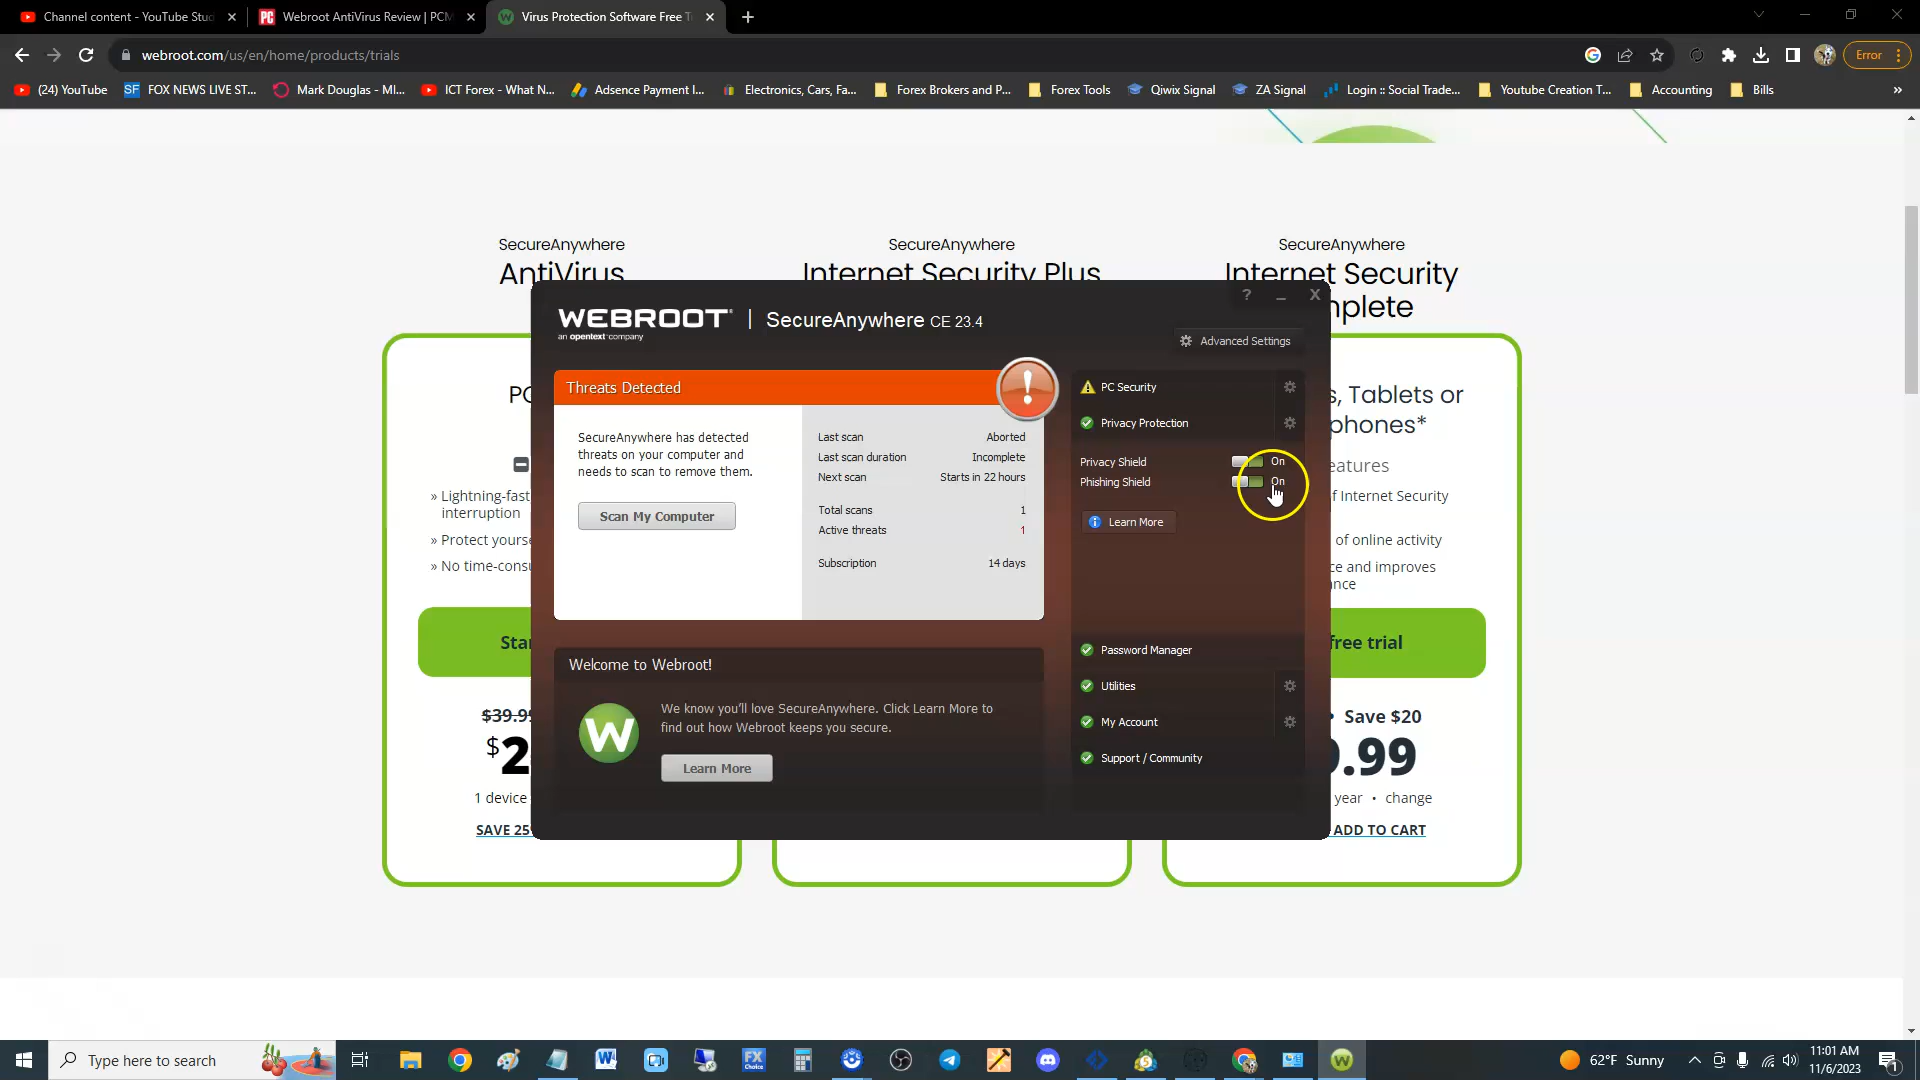 Channel content - YouTube Stu
Webroot AntiVirus Review | PCM
Virus Protection Software Free T
webroot.com/us/en/home/products/trials
Error
(24) YouTube
SF FOX NEWS LIVE ST...
Mark Douglas - MI...
ICT Forex - What N...
Adsence Payment I...
Electronics, Cars, Fa...
Forex Brokers and P...
Forex Tools
Qiwix Signal
ZA Signal
Login :: Social Trade...
Youtube Creation T...
Accounting
Bills
»
SecureAnywhere
AntiVirus
SecureAnywhere
Internet Security Plus
SecureAnywhere
Internet Security
mplete
PC
» Lightning-fast
interruption
» Protect yourse
» No time-consu
Star
$39.99
$2
1 device
SAVE 25
s, Tablets or
phones*
eatures
f Internet Security
of online activity
ce and improves
nce
free trial
• Save $20
9.99
year • change
ADD TO CART
WEBROOT | SecureAnywhere CE 23.4
an opentext company
? _ X
Advanced Settings
Threats Detected
!
SecureAnywhere has detected
threats on your computer and
needs to scan to remove them.
Scan My Computer
Last scan Aborted
Last scan duration Incomplete
Next scan Starts in 22 hours
Total scans 1
Active threats 1
Subscription 14 days
PC Security
Privacy Protection
Privacy Shield On
Phishing Shield On
Learn More
Password Manager
Utilities
My Account
Support / Community
Welcome to Webroot!
W
We know you'll love SecureAnywhere. Click Learn More to
find out how Webroot keeps you secure.
Learn More
Type here to search
62°F Sunny
11:01 AM
11/6/2023
1